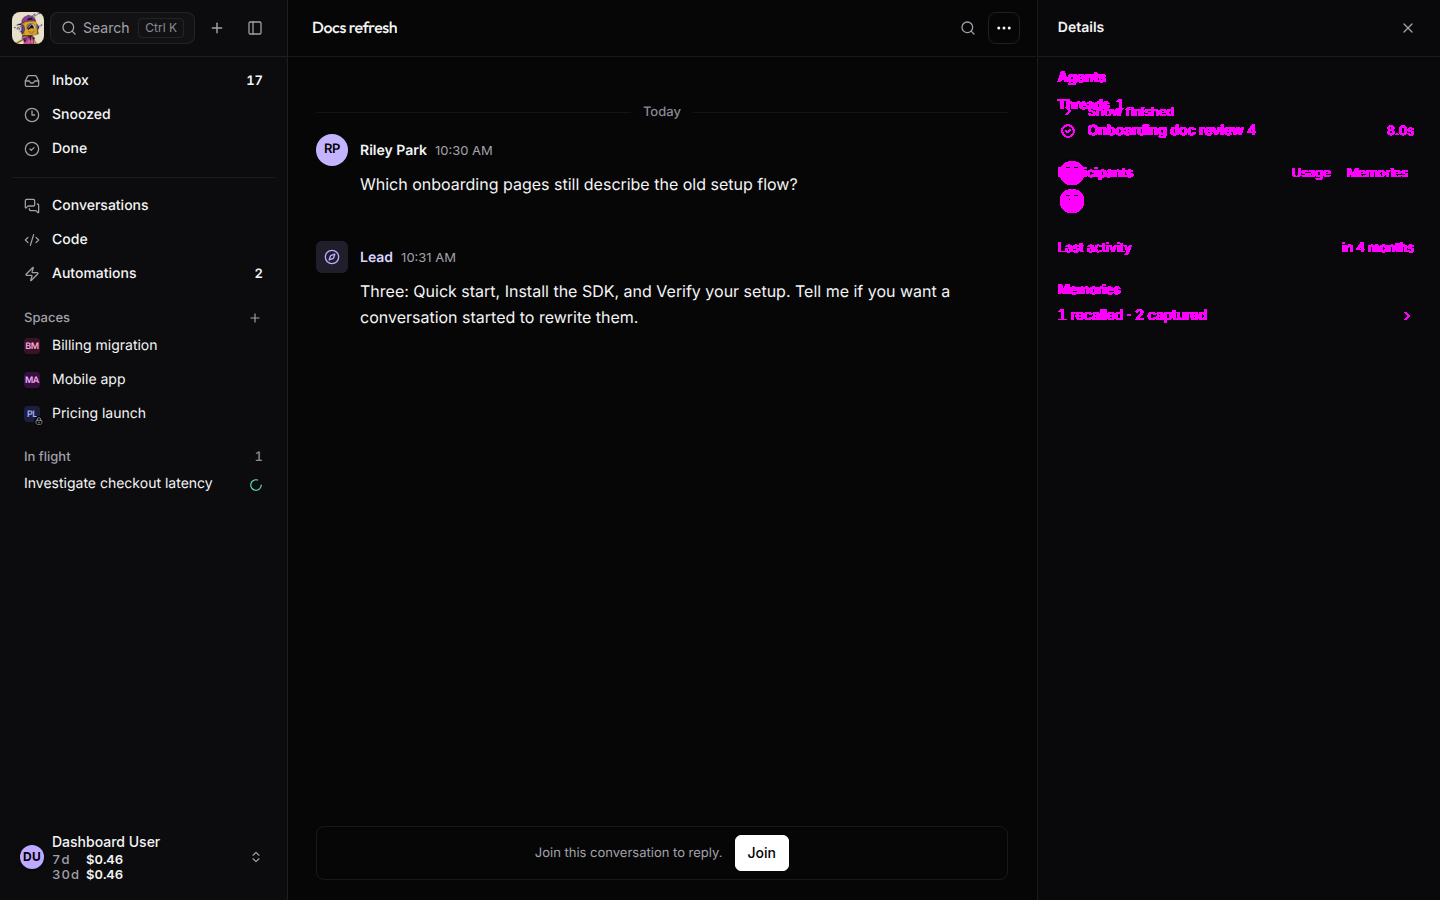 Search Ctrl K
Inbox 17
Snoozed
Done
Conversations
Code
Automations 2
Spaces
BM Billing migration
MA Mobile app
PL Pricing launch
In flight 1
Investigate checkout latency
DU Dashboard User
7d $0.46
30d $0.46
Docs refresh
Today
RP Riley Park 10:30 AM
Which onboarding pages still describe the old setup flow?
Lead 10:31 AM
Three: Quick start, Install the SDK, and Verify your setup. Tell me if you want a
conversation started to rewrite them.
Join this conversation to reply. Join
Details
Agents
Threads 1
Show finished
Onboarding doc review 4 8.0s
Usage Memories
Last activity in 4 months
Memories
1 recalled · 2 captured